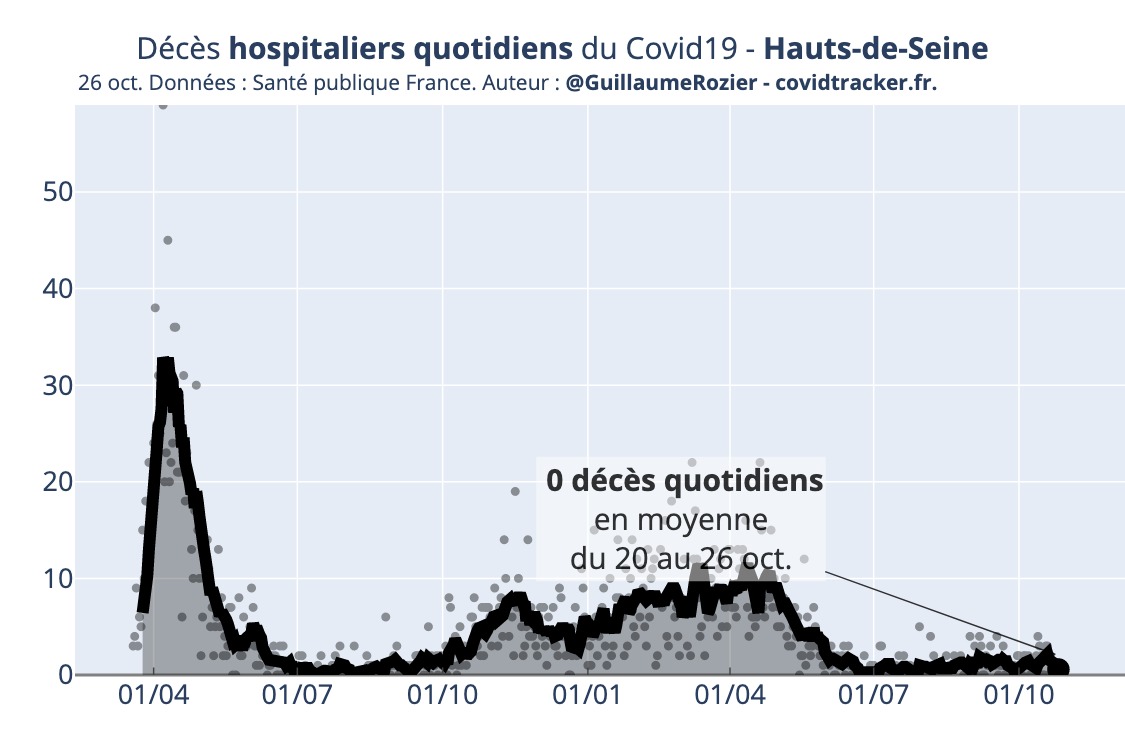 Décès hospitaliers quotidiens du Covid19 - Hauts-de-Seine
26 oct. Données : Santé publique France. Auteur : @GuillaumeRozier - covidtracker.fr.
50
40
30
20
10
0
0 décès quotidiens
en moyenne
du 20 au 26 oct.
01/04 01/07 01/10 01/01 01/04 01/07 01/10